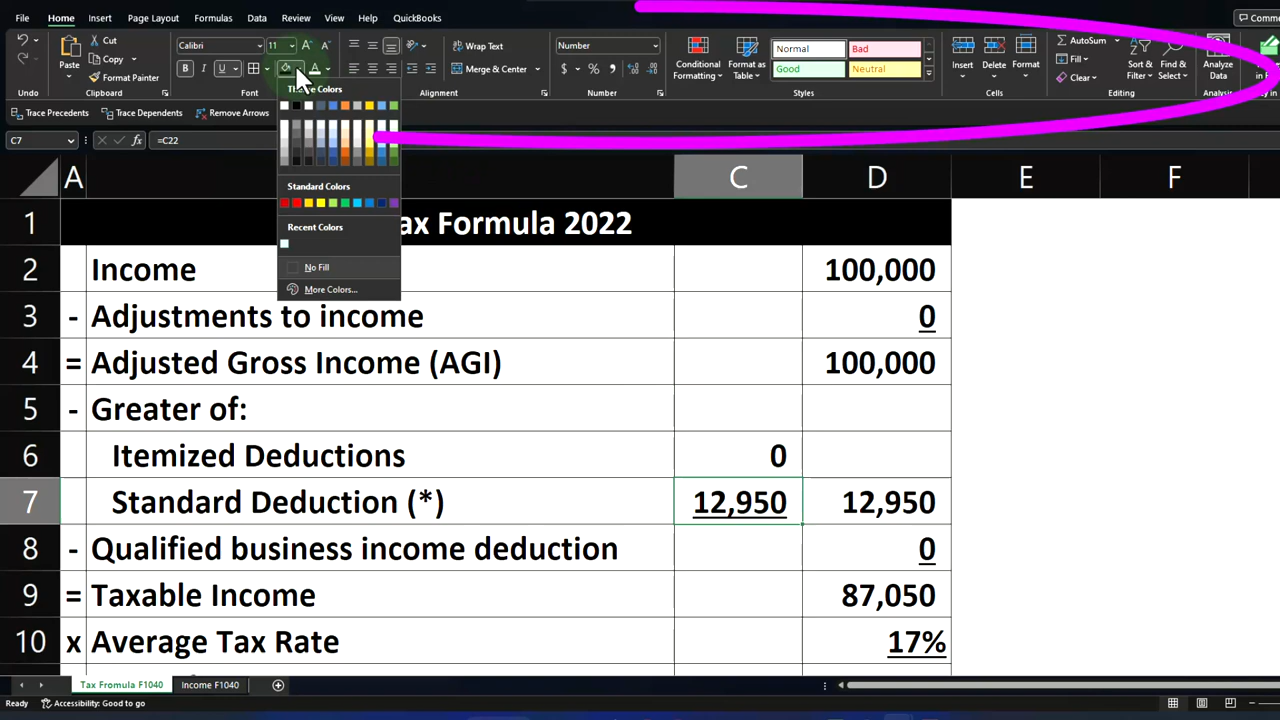 File Home Insert Page Layout Formulas Data Review View Help QuickBooks Comme
Cut
Copy
Format Painter
Paste
Calibri 11
B I U
Wrap Text
Merge & Center
Number
$ % ,
Conditional Formatting
Format as Table
Normal Bad
Good Neutral
Insert Delete Format
AutoSum
Fill
Clear
Sort & Filter
Find & Select
Analyze Data
Undo Clipboard Font Alignment Number Styles Cells Editing Analysis
Trace Precedents Trace Dependents Remove Arrows
C7 fx =C22
Theme Colors
Standard Colors
Recent Colors
No Fill
More Colors...
A C D E F
1 ax Formula 2022
2 Income 100,000
3 - Adjustments to income 0
4 = Adjusted Gross Income (AGI) 100,000
5 - Greater of:
6 Itemized Deductions 0
7 Standard Deduction (*) 12,950 12,950
8 - Qualified business income deduction 0
9 = Taxable Income 87,050
10 x Average Tax Rate 17%
Tax Fromula F1040 Income F1040
Ready Accessibility: Good to go